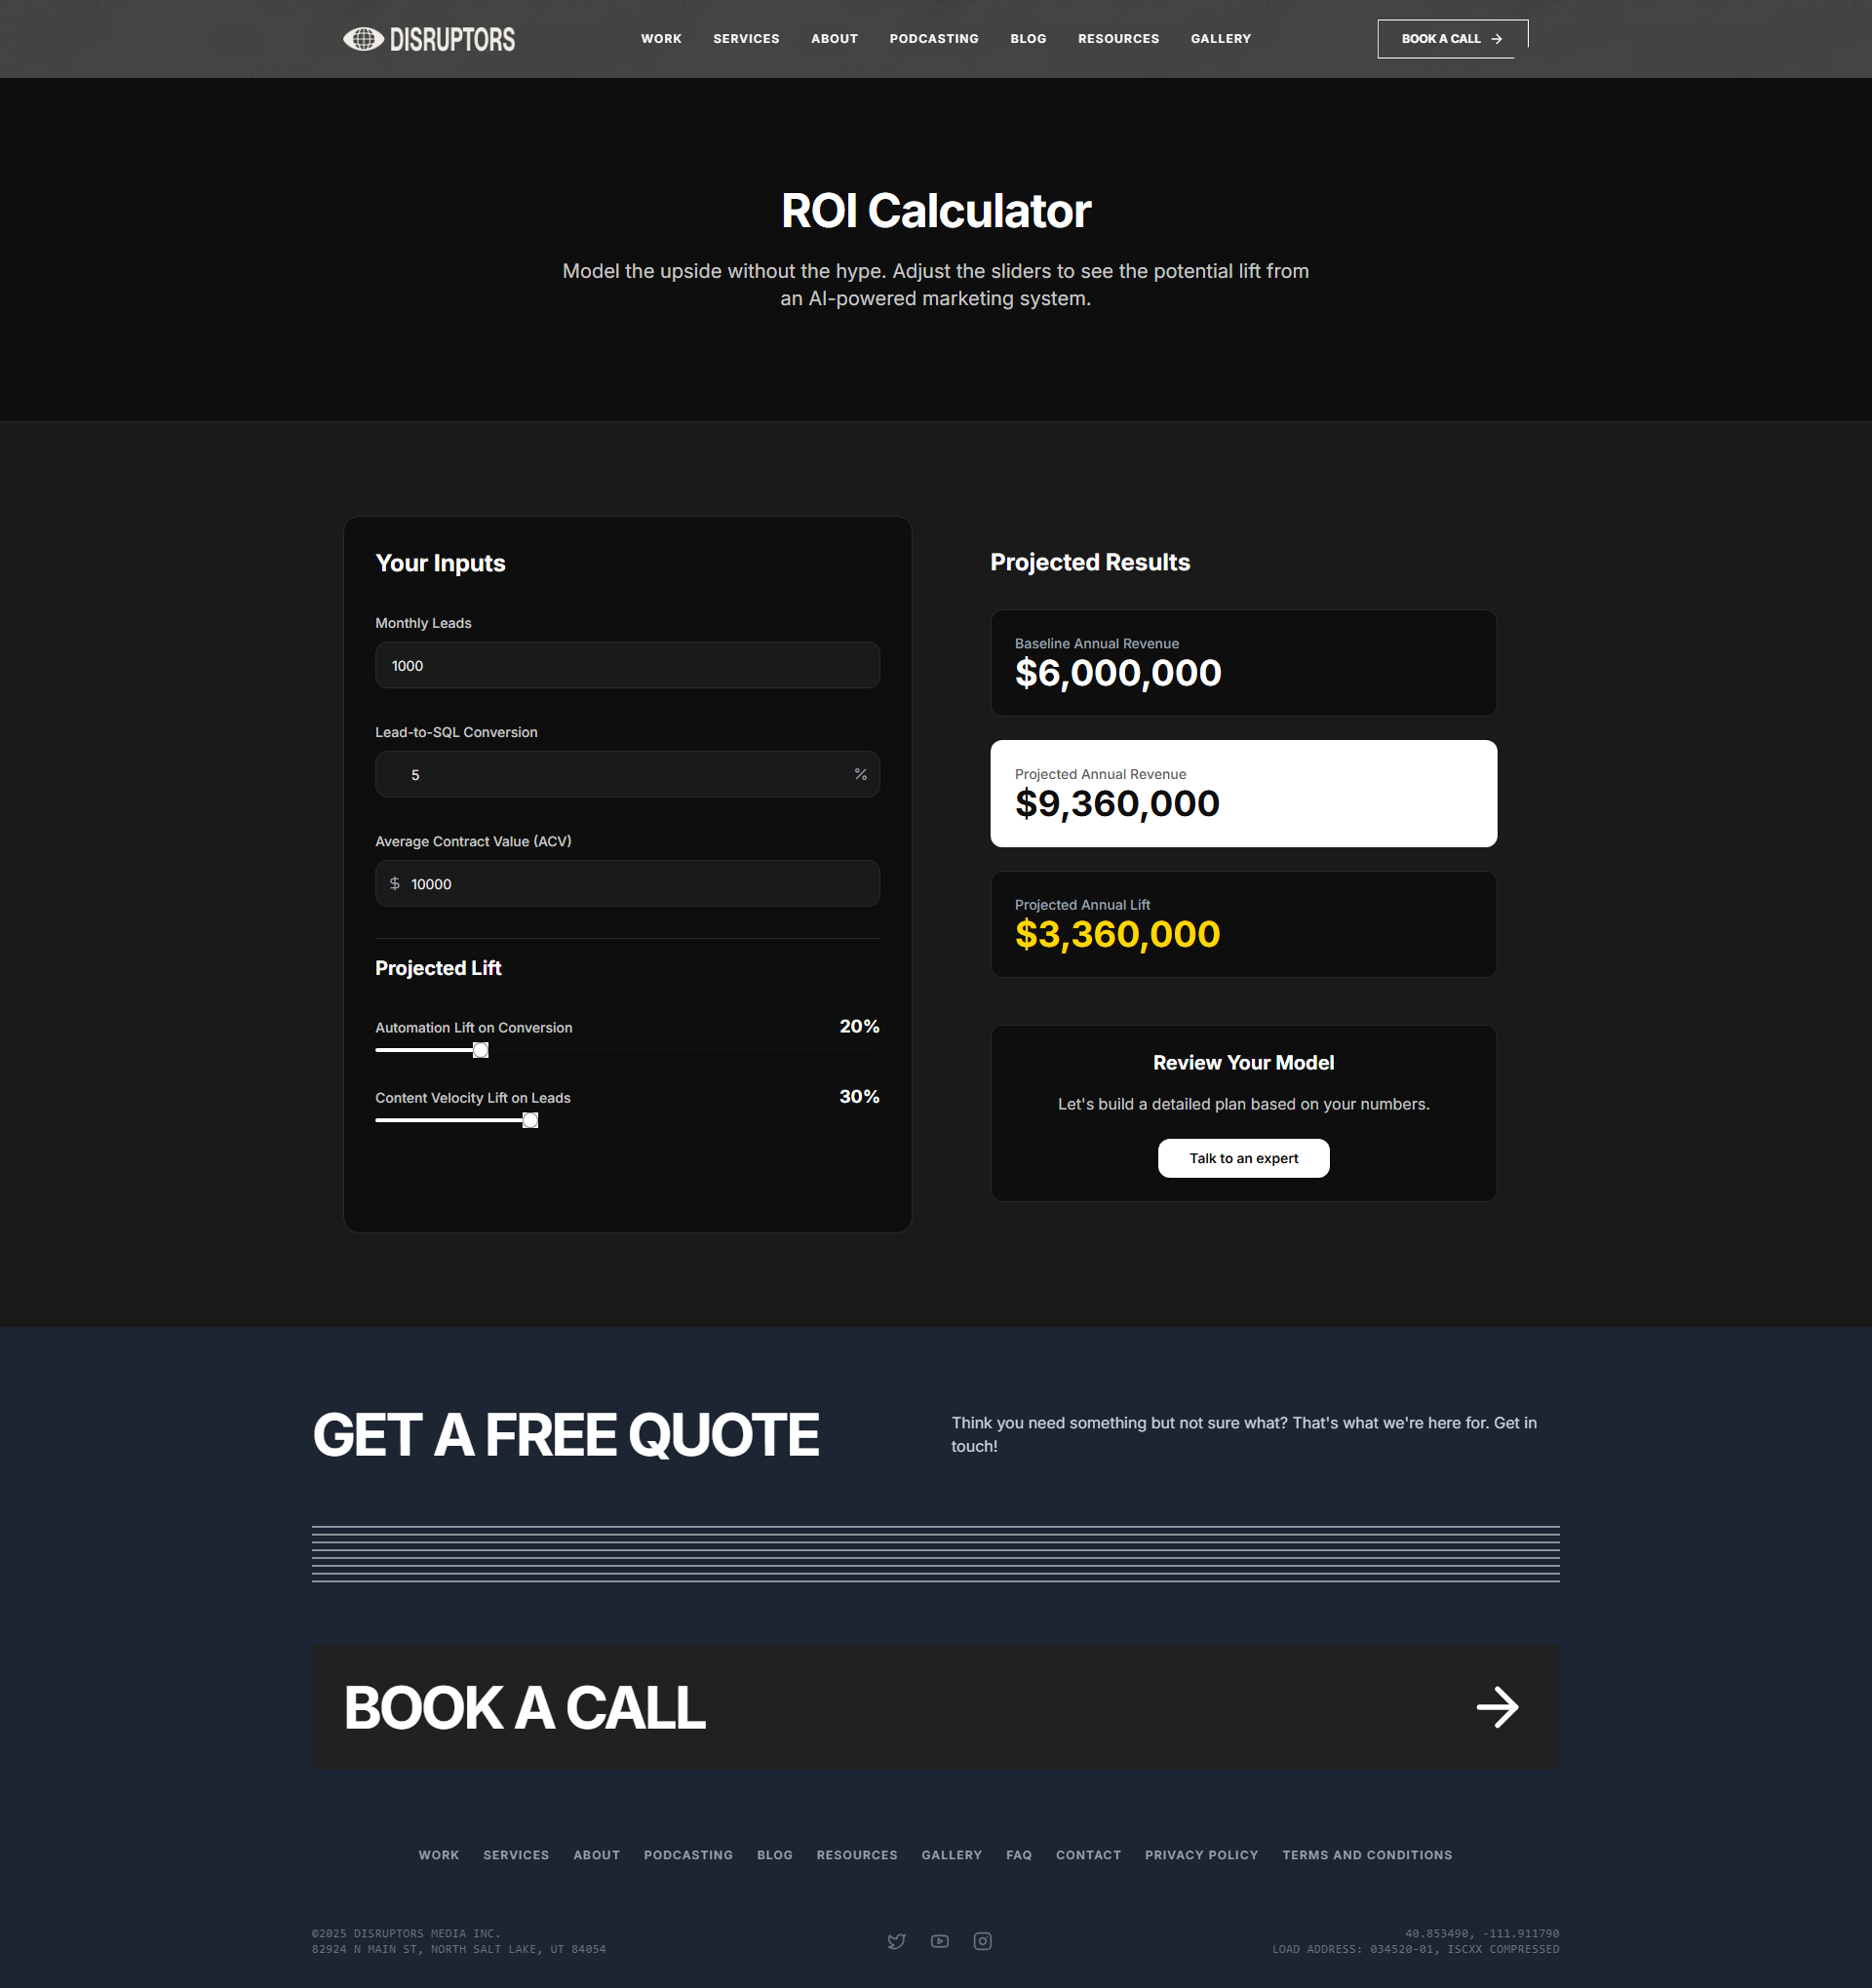 DISRUPTORS
WORK SERVICES ABOUT PODCASTING BLOG RESOURCES GALLERY
BOOK A CALL
ROI Calculator
Model the upside without the hype. Adjust the sliders to see the potential lift from
an AI-powered marketing system.
Your Inputs
Monthly Leads
1000
Lead-to-SQL Conversion
5 %
Average Contract Value (ACV)
$ 10000
Projected Lift
Automation Lift on Conversion 20%
Content Velocity Lift on Leads 30%
Projected Results
Baseline Annual Revenue
$6,000,000
Projected Annual Revenue
$9,360,000
Projected Annual Lift
$3,360,000
Review Your Model
Let's build a detailed plan based on your numbers.
Talk to an expert
GET A FREE QUOTE
Think you need something but not sure what? That's what we're here for. Get in
touch!
BOOK A CALL
WORK SERVICES ABOUT PODCASTING BLOG RESOURCES GALLERY FAQ CONTACT PRIVACY POLICY TERMS AND CONDITIONS
©2025 DISRUPTORS MEDIA INC.
82924 N MAIN ST, NORTH SALT LAKE, UT 84054
40.853490, -111.911790
LOAD ADDRESS: 034520-01, ISCXX COMPRESSED